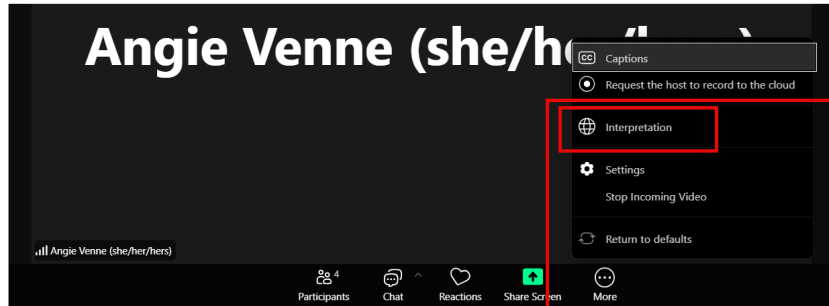 Angie Venne (she/her/hers)
CC Captions
Request the host to record to the cloud
Interpretation
Settings
Stop Incoming Video
Return to defaults
Angie Venne (she/her/hers)
4
Participants Chat Reactions Share Screen More